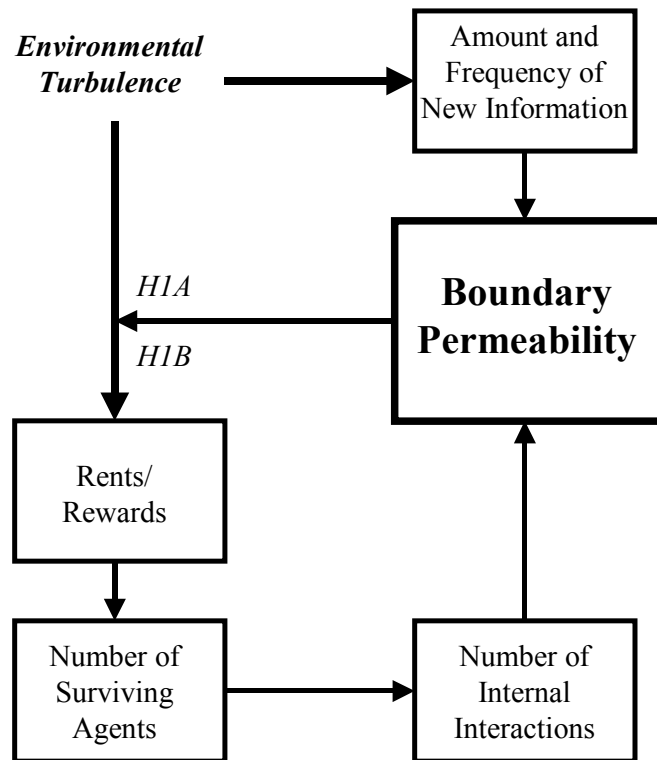 Environmental
Turbulence
Amount and
Frequency of
New Information
H1A
Boundary
Permeability
H1B
Rents/
Rewards
Number of
Surviving
Agents
Number of
Internal
Interactions